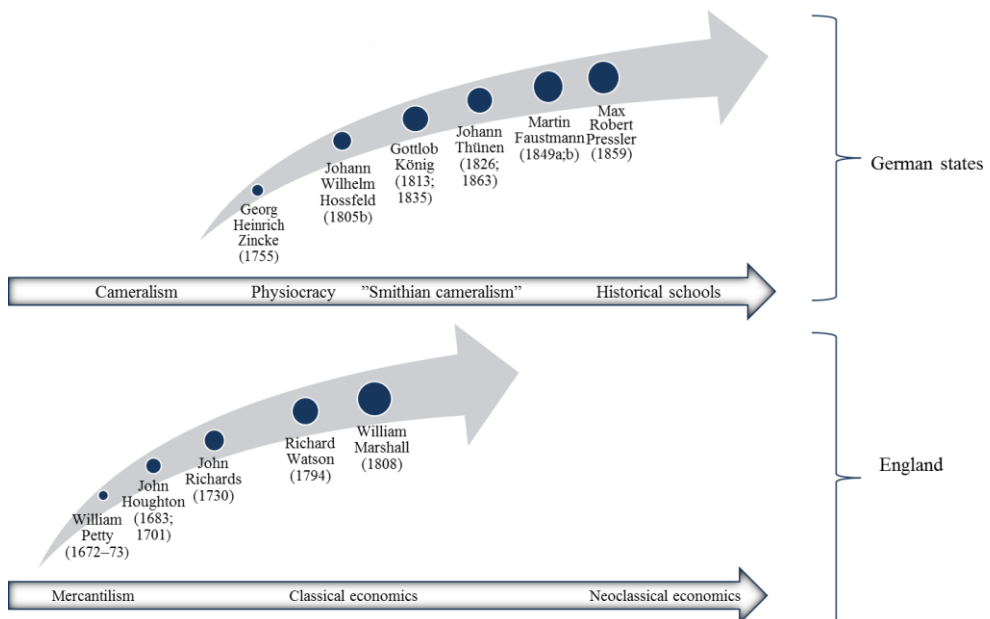 Georg
Heinrich
Zincke
(1755)
Johann
Wilhelm
Hossfeld
(1805b)
Gottlob
König
(1813;
1835)
Johann
Thünen
(1826;
1863)
Martin
Faustmann
(1849a;b)
Max
Robert
Pressler
(1859)
German states
Cameralism Physiocracy ”Smithian cameralism” Historical schools
William
Petty
(1672–73)
John
Houghton
(1683;
1701)
John
Richards
(1730)
Richard
Watson
(1794)
William
Marshall
(1808)
England
Mercantilism Classical economics Neoclassical economics